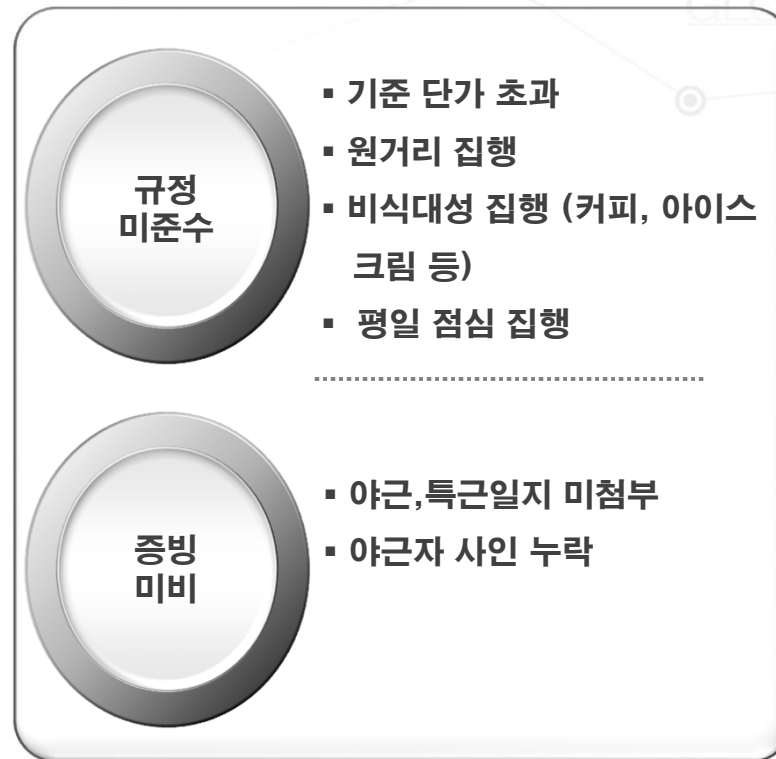 규정
미준수
▪ 기준 단가 초과
▪ 원거리 집행
▪ 비식대성 집행 (커피, 아이스
크림 등)
▪ 평일 점심 집행
증빙
미비
▪ 야근,특근일지 미첨부
▪ 야근자 사인 누락